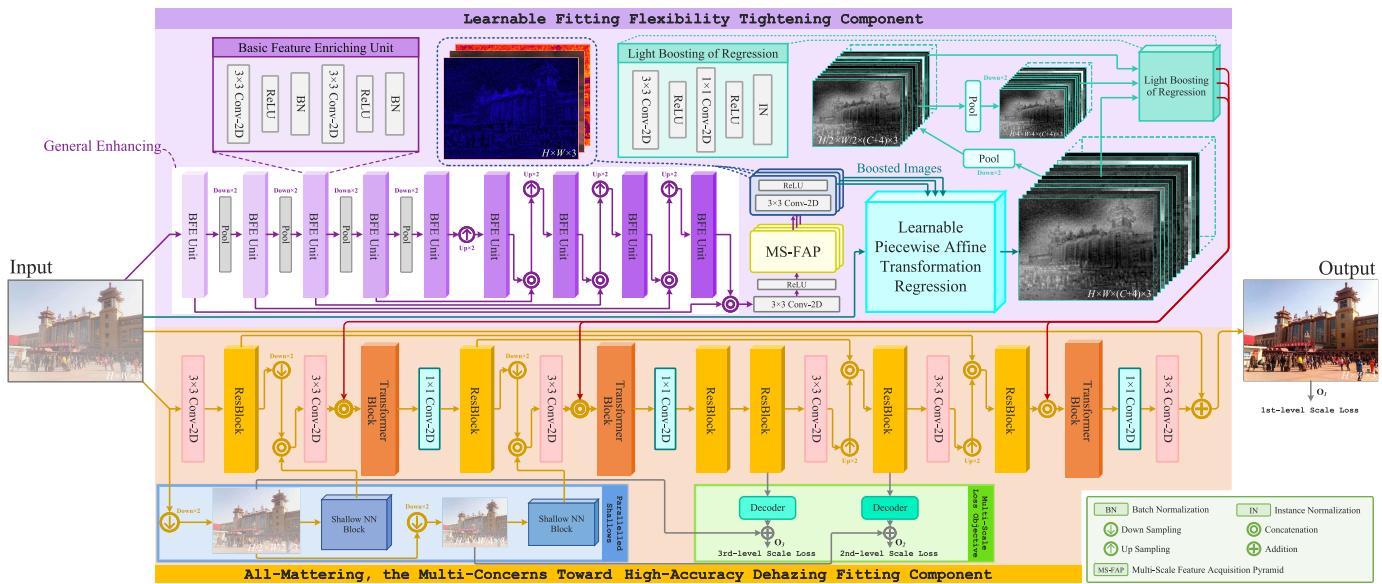 Learnable Fitting Flexibility Tightening Component
Basic Feature Enriching Unit
3×3 Conv-2D
ReLU
BN
3×3 Conv-2D
ReLU
BN
H×W×3
Light Boosting of Regression
3×3 Conv-2D
ReLU
1×1 Conv-2D
ReLU
IN
H/2×W/2×(C+4)×3
Pool
Down×2
H/4×W/4×(C+4)×3
Light Boosting
of Regression
Pool
Down×2
General Enhancing
BFE Unit
Down×2
Pool
BFE Unit
Down×2
Pool
BFE Unit
Down×2
Pool
BFE Unit
Down×2
Pool
BFE Unit
Up×2
BFE Unit
Up×2
BFE Unit
Up×2
BFE Unit
Up×2
BFE Unit
ReLU
3×3 Conv-2D
MS-FAP
ReLU
3×3 Conv-2D
Boosted Images
Learnable
Piecewise Affine
Transformation
Regression
H×W×(C+4)×3
Input
H×W×3
Output
O₁
1st-level Scale Loss
3×3 Conv-2D
ResBlock
Down×2
3×3 Conv-2D
Transformer
Block
1×1 Conv-2D
ResBlock
Down×2
3×3 Conv-2D
Transformer
Block
1×1 Conv-2D
ResBlock
ResBlock
3×3 Conv-2D
Up×2
ResBlock
3×3 Conv-2D
Up×2
ResBlock
Transformer
Block
1×1 Conv-2D
3×3 Conv-2D
Down×2
Shallow NN
Block
Down×2
Shallow NN
Block
Paralleled
Shallows
Decoder
O₃
3rd-level Scale Loss
Decoder
O₂
2nd-level Scale Loss
Multi-Scale
Loss Objective
BN Batch Normalization
IN Instance Normalization
Down Sampling
Concatenation
Up Sampling
Addition
MS-FAP Multi-Scale Feature Acquisition Pyramid
All-Mattering, the Multi-Concerns Toward High-Accuracy Dehazing Fitting Component